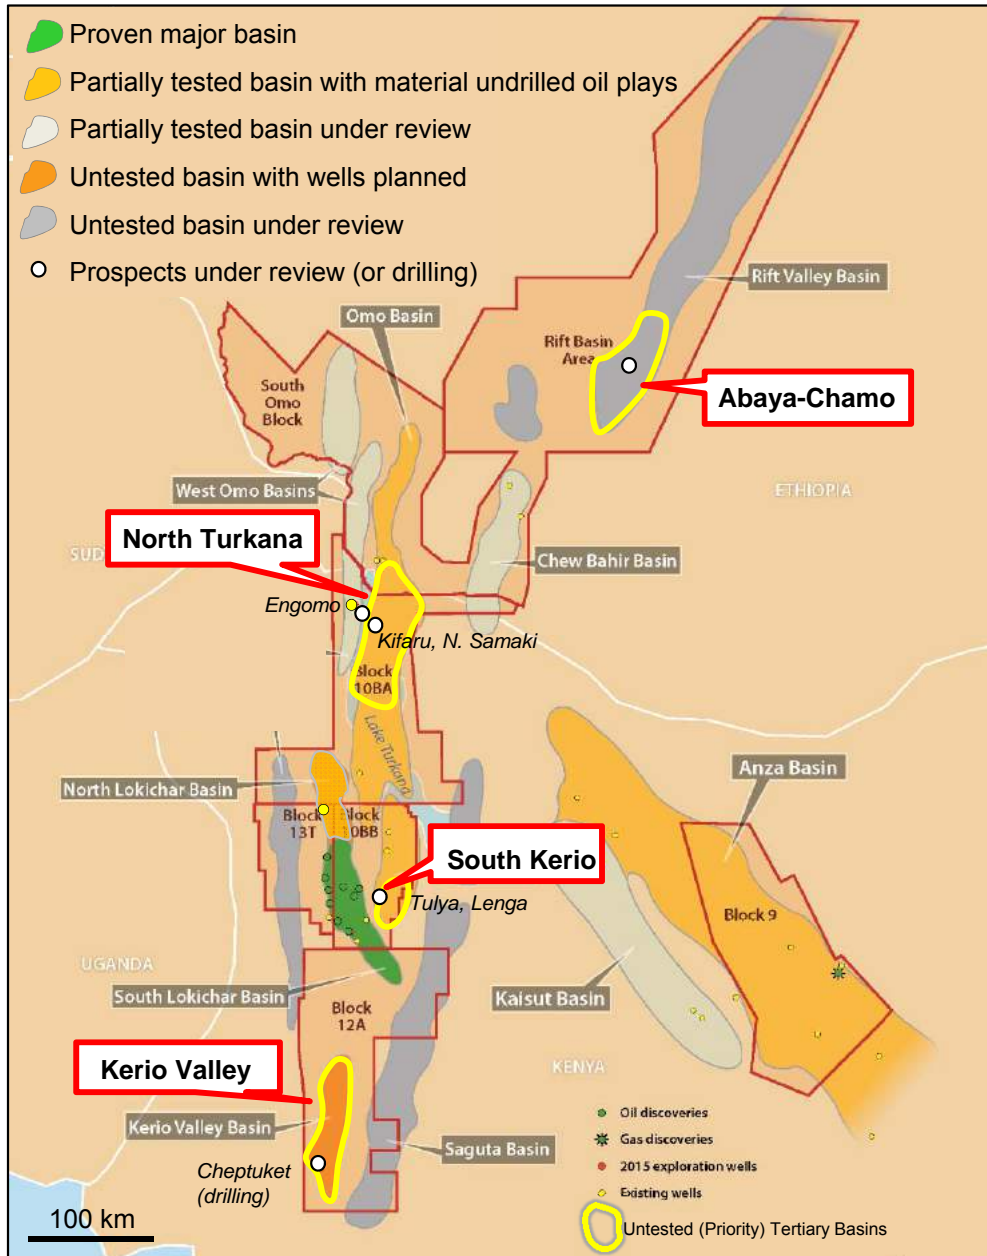 Proven major basin
Partially tested basin with material undrilled oil plays
Partially tested basin under review
Untested basin with wells planned
Untested basin under review
Prospects under review (or drilling)
Rift Valley Basin
Omo Basin
Rift Basin
Area
South
Omo
Block
Abaya-Chamo
West Omo Basins
ETHIOPIA
North Turkana
SUD
Chew Bahir Basin
Engomo
Kifaru, N. Samaki
Block
10BA
Lake Turkana
North Lokichar Basin
Anza Basin
Block
13T
Block
10BB
South Kerio
Tulya, Lenga
Block 9
UGANDA
South Lokichar Basin
Kaisut Basin
Block
12A
Kerio Valley
KENYA
Kerio Valley Basin
Saguta Basin
Cheptuket
(drilling)
Oil discoveries
Gas discoveries
2015 exploration wells
Existing wells
Untested (Priority) Tertiary Basins
100 km